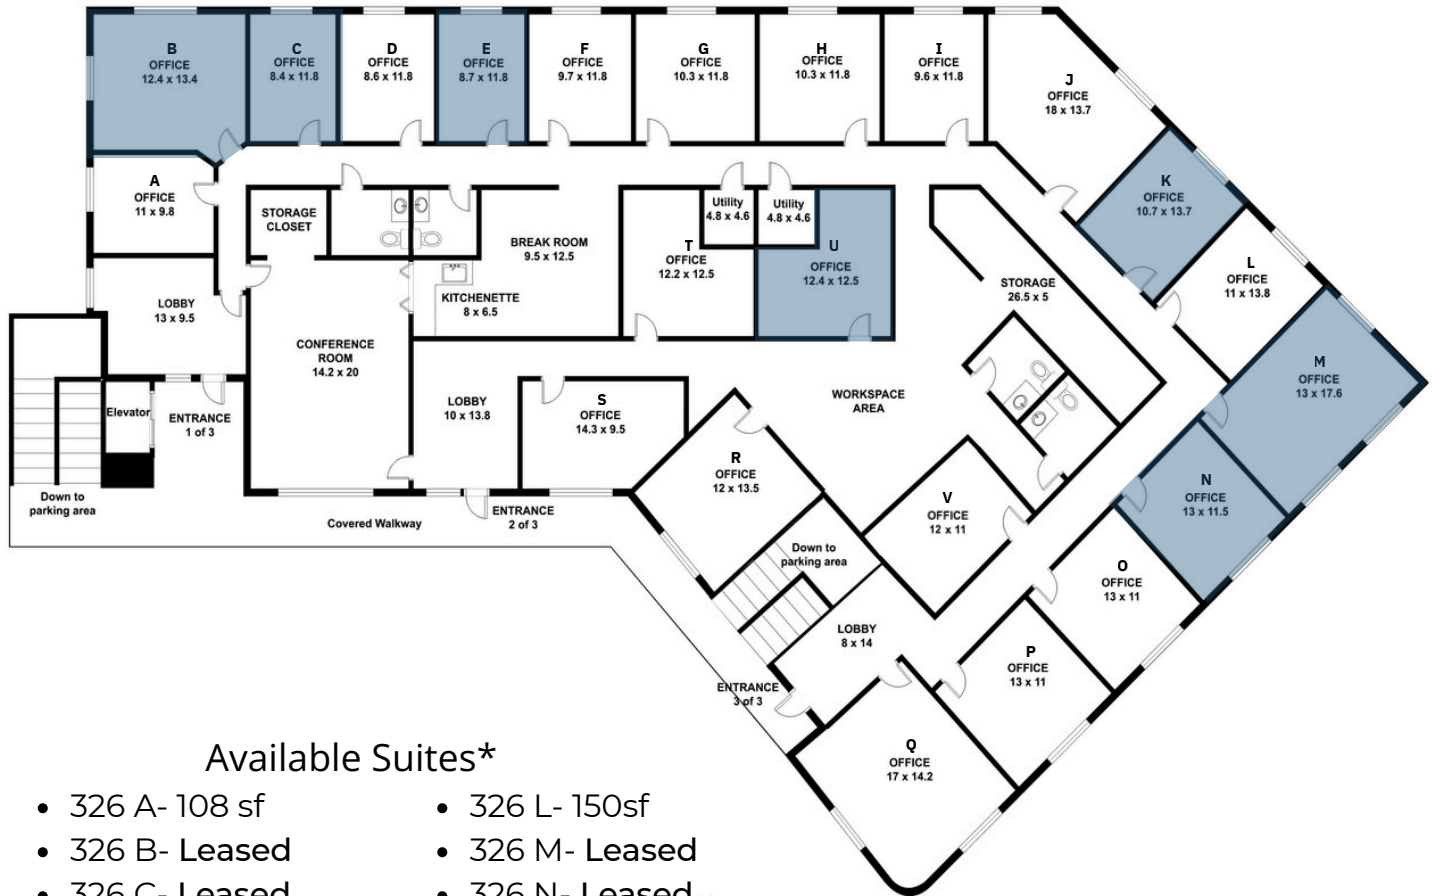 B
OFFICE
12.4 x 13.4
C
OFFICE
8.4 x 11.8
D
OFFICE
8.6 x 11.8
E
OFFICE
8.7 x 11.8
F
OFFICE
9.7 x 11.8
G
OFFICE
10.3 x 11.8
H
OFFICE
10.3 x 11.8
I
OFFICE
9.6 x 11.8
J
OFFICE
18 x 13.7
K
OFFICE
10.7 x 13.7
A
OFFICE
11 x 9.8
STORAGE
CLOSET
BREAK ROOM
9.5 x 12.5
Utility
4.8 x 4.6
Utility
4.8 x 4.6
T
OFFICE
12.2 x 12.5
U
OFFICE
12.4 x 12.5
STORAGE
26.5 x 5
L
OFFICE
11 x 13.8
LOBBY
13 x 9.5
KITCHENETTE
8 x 6.5
CONFERENCE
ROOM
14.2 x 20
M
OFFICE
13 x 17.6
Elevator
ENTRANCE
1 of 3
LOBBY
10 x 13.8
S
OFFICE
14.3 x 9.5
WORKSPACE
AREA
R
OFFICE
12 x 13.5
V
OFFICE
12 x 11
N
OFFICE
13 x 11.5
Down to
parking area
Covered Walkway
ENTRANCE
2 of 3
Down to
parking area
O
OFFICE
13 x 11
LOBBY
8 x 14
P
OFFICE
13 x 11
ENTRANCE
3 of 3
Q
OFFICE
17 x 14.2
Available Suites*
• 326 A- 108 sf
• 326 B- Leased
• 326 C- Leased
• 326 L- 150sf
• 326 M- Leased
• 326 N- Leased